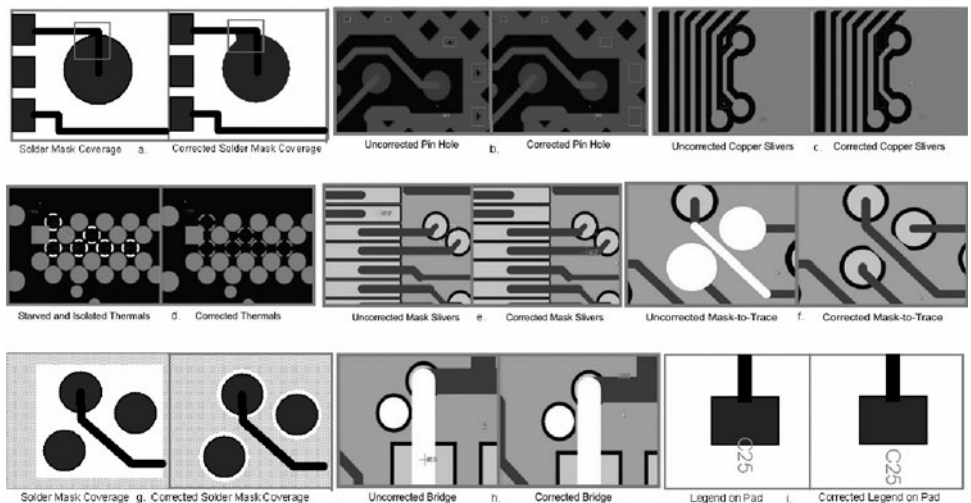 Solder Mask Coverage a. Corrected Solder Mask Coverage
Uncorrected Pin Hole b. Corrected Pin Hole
Uncorrected Copper Slivers c. Corrected Copper Slivers
Starved and Isolated Thermals d. Corrected Thermals
Uncorrected Mask Slivers e. Corrected Mask Slivers
Uncorrected Mask-to-Trace f. Corrected Mask-to-Trace
C25
C25
Solder Mask Coverage g. Corrected Solder Mask Coverage
Uncorrected Bridge h. Corrected Bridge
Legend on Pad i. Corrected Legend on Pad